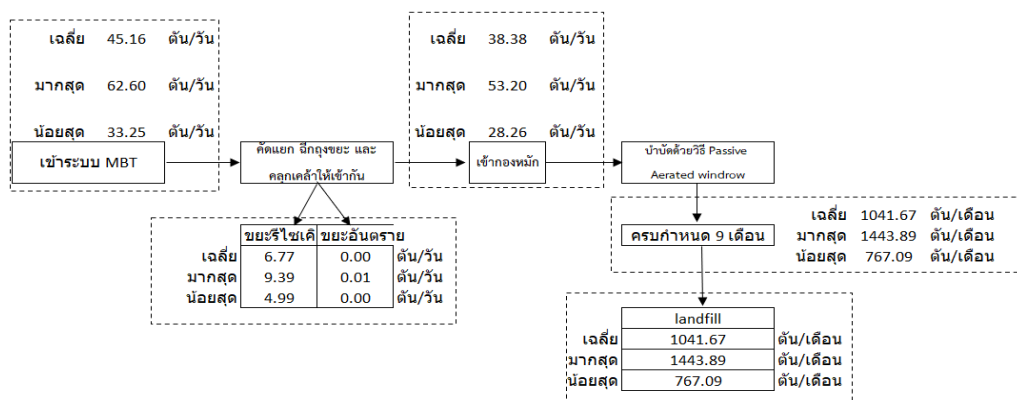 เฉลี่ย 45.16 ตัน/วัน
มากสุด 62.60 ตัน/วัน
น้อยสุด 33.25 ตัน/วัน
เข้าระบบ MBT
คัดแยก ฉีกถุงขยะ และ
คลุกเคล้าให้เข้ากัน
เฉลี่ย 38.38 ตัน/วัน
มากสุด 53.20 ตัน/วัน
น้อยสุด 28.26 ตัน/วัน
เข้ากองหมัก
บำบัดด้วยวิธี Passive
Aerated windrow
ขยะรีไซเคิ ขยะอันตราย
เฉลี่ย 6.77 0.00 ตัน/วัน
มากสุด 9.39 0.01 ตัน/วัน
น้อยสุด 4.99 0.00 ตัน/วัน
ครบกำหนด 9 เดือน
เฉลี่ย 1041.67 ตัน/เดือน
มากสุด 1443.89 ตัน/เดือน
น้อยสุด 767.09 ตัน/เดือน
landfill
เฉลี่ย 1041.67 ตัน/เดือน
มากสุด 1443.89 ตัน/เดือน
น้อยสุด 767.09 ตัน/เดือน